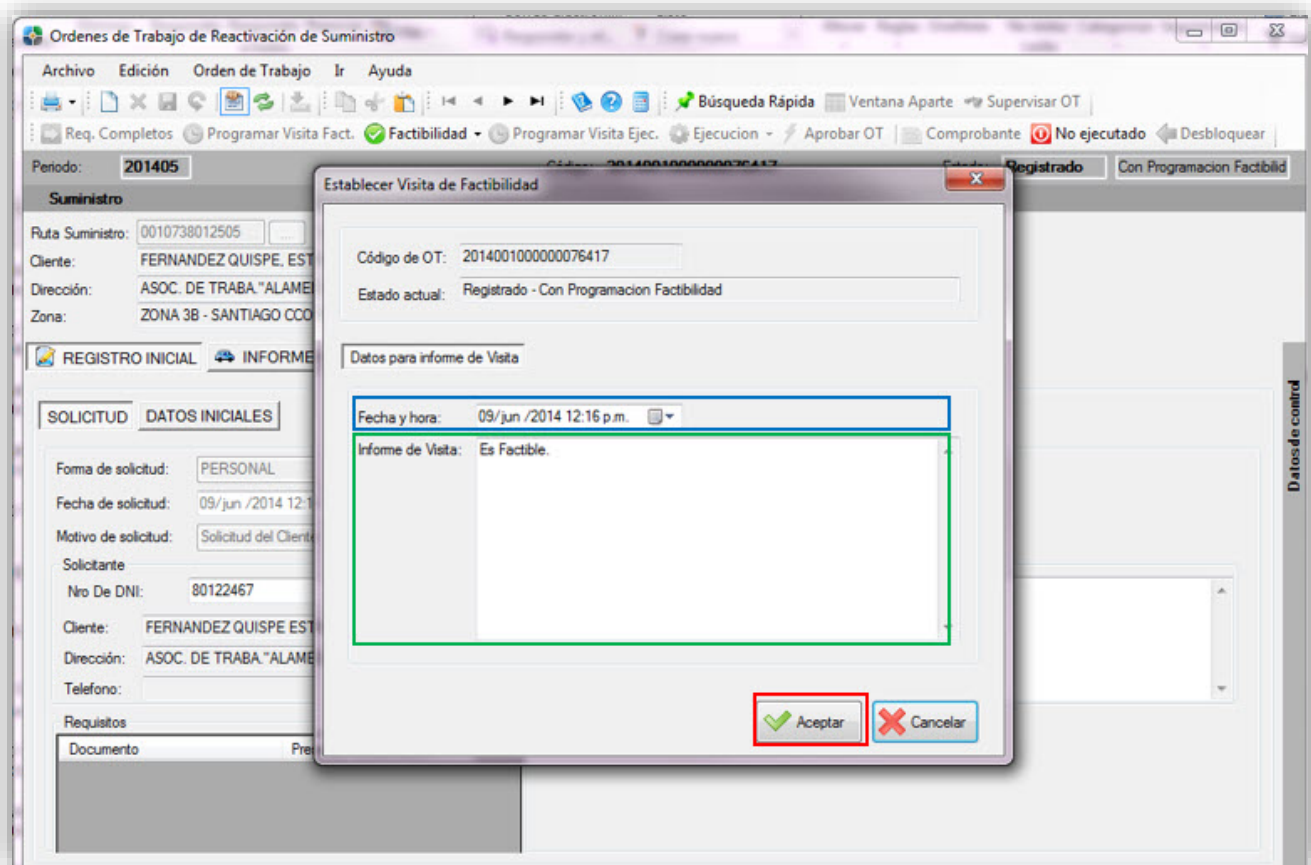 Ordenes de Trabajo de Reactivación de Suministro
Archivo Edición Orden de Trabajo Ir Ayuda
Búsqueda Rápida Ventana Aparte Supervisar OT
Req. Completos Programar Visita Fact. Factibilidad Programar Visita Ejec. Ejecucion Aprobar OT Comprobante No ejecutado Desbloquear
Periodo: 201405 Código: 2014001000000076417 Estado: Registrado Con Programacion Factibilid
Suministro
Ruta Suministro: 0010738012505 ...
Cliente: FERNANDEZ QUISPE, EST
Dirección: ASOC. DE TRABA."ALAME
Zona: ZONA 3B - SANTIAGO CCO
REGISTRO INICIAL INFORME
SOLICITUD DATOS INICIALES
Forma de solicitud: PERSONAL
Fecha de solicitud: 09/jun /2014 12:1
Motivo de solicitud: Solicitud del Cliente
Solicitante
Nro De DNI: 80122467
Cliente: FERNANDEZ QUISPE EST
Dirección: ASOC. DE TRABA."ALAME
Telefono:
Requisitos
Documento Pre
Establecer Visita de Factibilidad
Código de OT: 2014001000000076417
Estado actual: Registrado - Con Programacion Factibilidad
Datos para informe de Visita
Fecha y hora: 09/jun /2014 12:16 p.m.
Informe de Visita: Es Factible.
Aceptar Cancelar
Datos de control